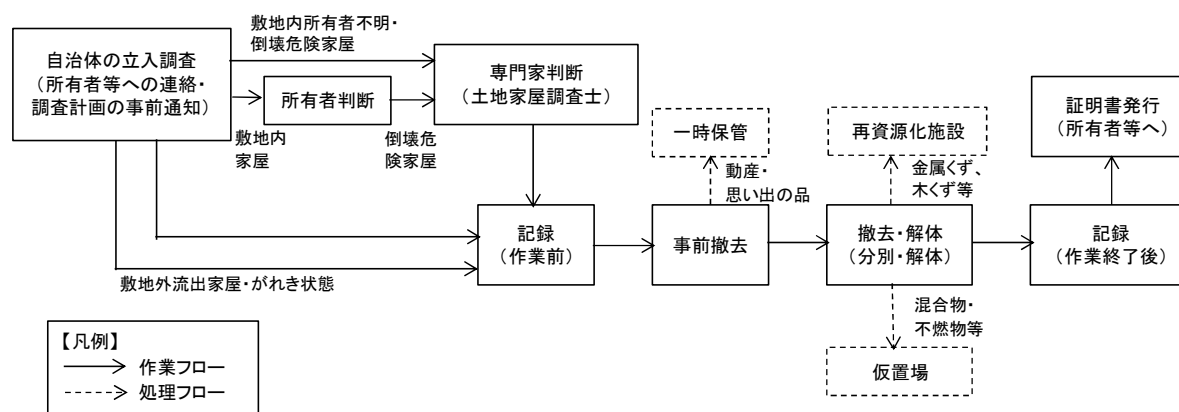 自治体の立入調査
(所有者等への連絡・
調査計画の事前通知)
敷地内所有者不明・
倒壊危険家屋
敷地内
家屋
所有者判断
倒壊危
険家屋
専門家判断
(土地家屋調査士)
敷地外流出家屋・がれき状態
記録
(作業前)
事前撤去
動産・
思い出の品
一時保管
撤去・解体
(分別・解体)
金属くず、
木くず等
再資源化施設
混合物・
不燃物等
仮置場
記録
(作業終了後)
証明書発行
(所有者等へ)
【凡例】
作業フロー
処理フロー